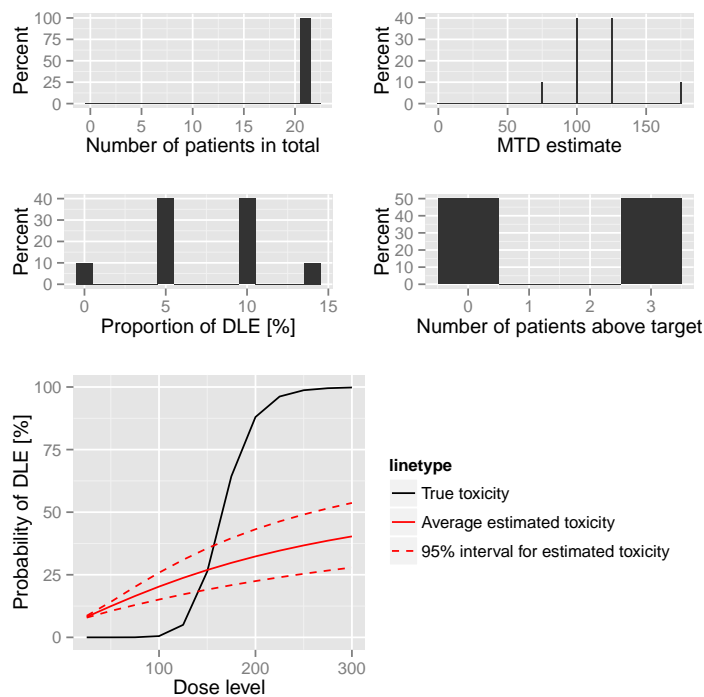 100
75
50
25
0
Percent
0 5 10 15 20
Number of patients in total
40
30
20
10
0
Percent
0 50 100 150
MTD estimate
40
30
20
10
0
Percent
0 5 10 15
Proportion of DLE [%]
50
40
30
20
10
0
Percent
0 1 2 3
Number of patients above target
100
75
50
25
0
Probability of DLE [%]
100 200 300
Dose level
linetype
True toxicity
Average estimated toxicity
95% interval for estimated toxicity